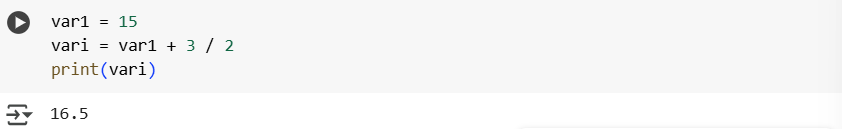 var1 = 15
vari = var1 + 3 / 2
print(vari)
16.5